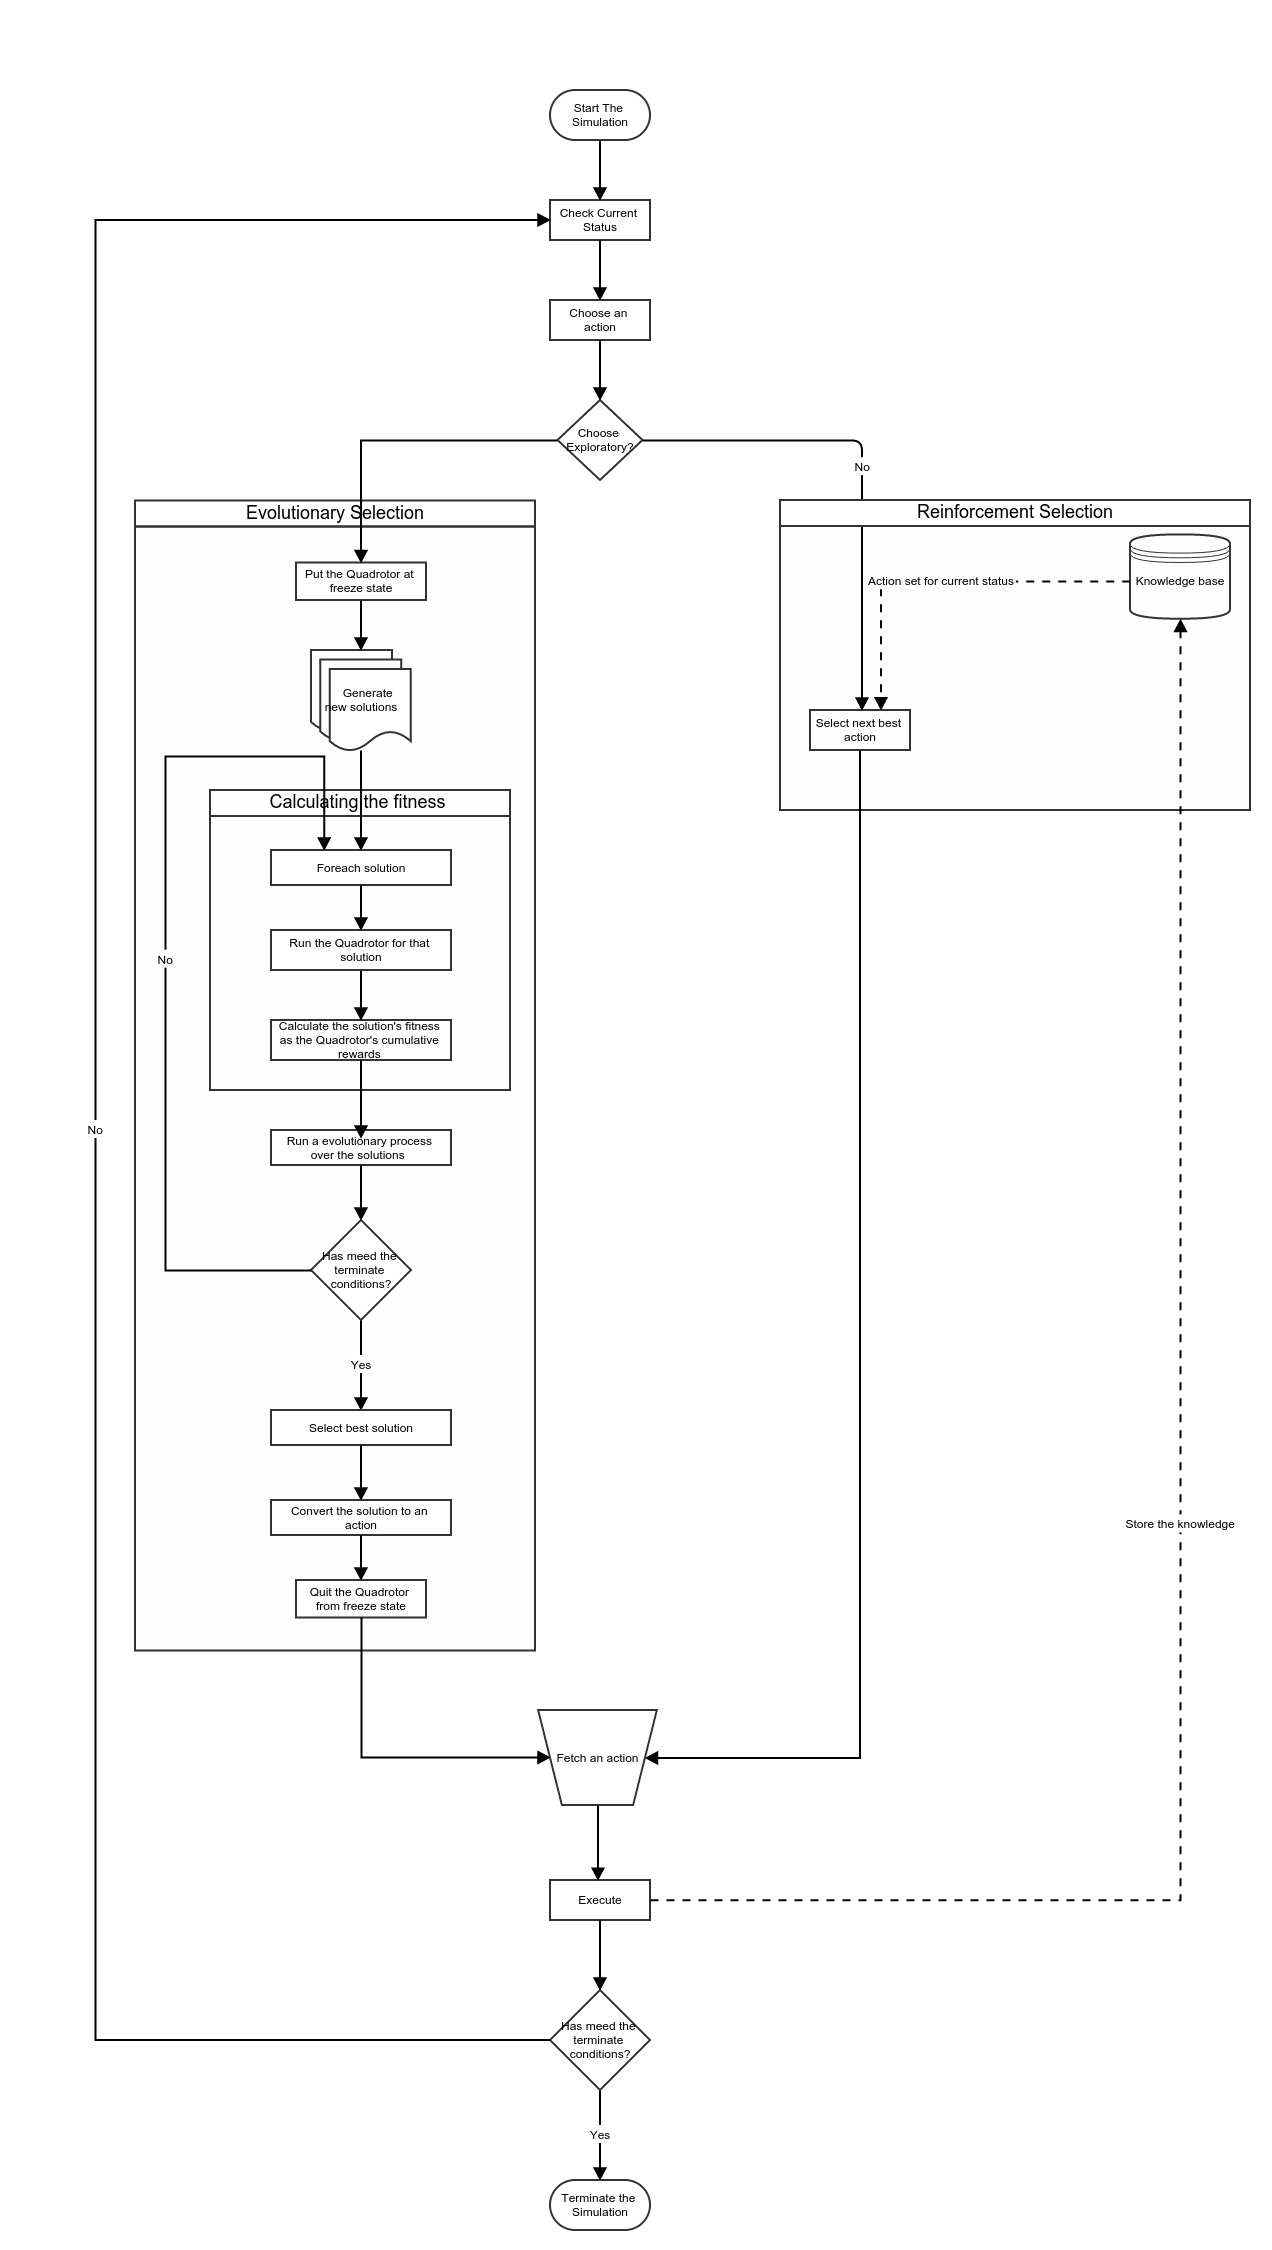 Start The
Simulation
Check Current
Status
Choose an
action
Choose
Exploratory?
No
Evolutionary Selection
Put the Quadrotor at
freeze state
Generate
new solutions
Calculating the fitness
Foreach solution
Run the Quadrotor for that
solution
Calculate the solution's fitness
as the Quadrotor's cumulative
rewards
No
Run a evolutionary process
over the solutions
Has meed the
terminate
conditions?
Yes
Select best solution
Convert the solution to an
action
Quit the Quadrotor
from freeze state
Reinforcement Selection
Knowledge base
Action set for current status
Select next best
action
Store the knowledge
No
Fetch an action
Execute
Has meed the
terminate
conditions?
Yes
Terminate the
Simulation